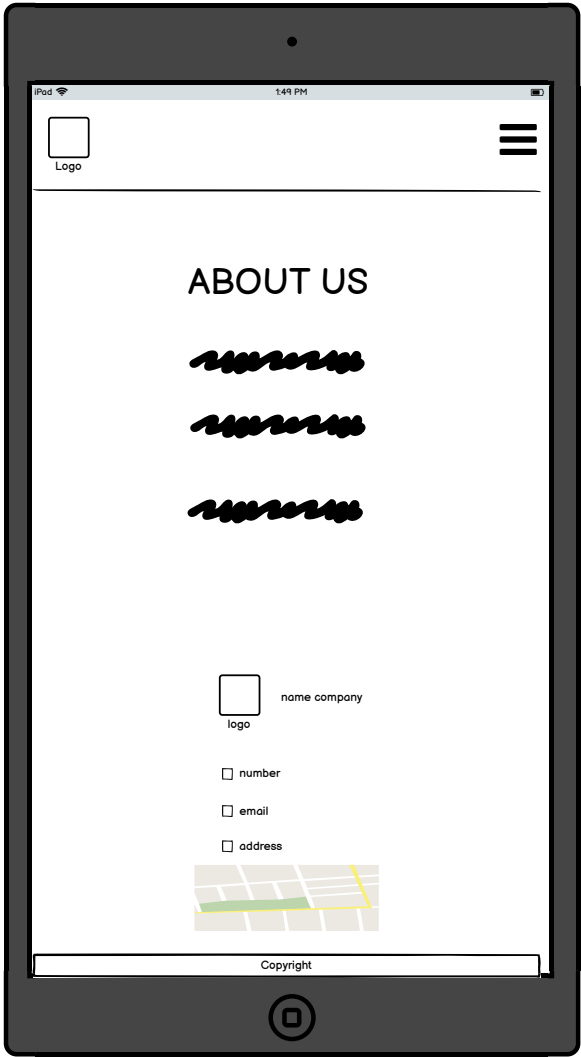 iPad 1:49 PM
Logo
ABOUT US
name company
logo
number
email
address
Copyright